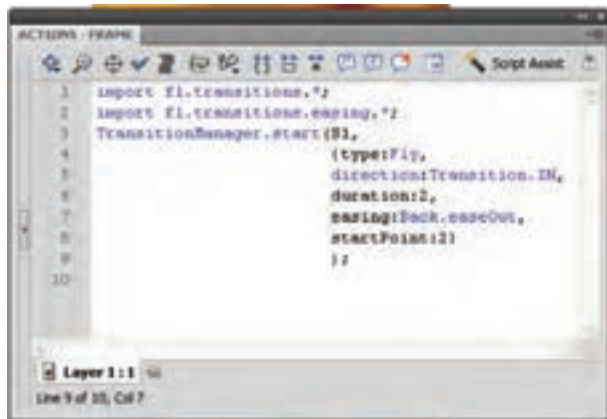 ACTIONS - FRAME
Script Assist
1 import fl.transitions.*;
2 import fl.transitions.easing.*;
3 TransitionManager.start(S1,
4 {type:Fly,
5 direction:Transition.IN,
6 duration:2,
7 easing:Back.easeOut,
8 startPoint:2}
9 );
10
Layer 1 : 1
Line 9 of 10, Col 7